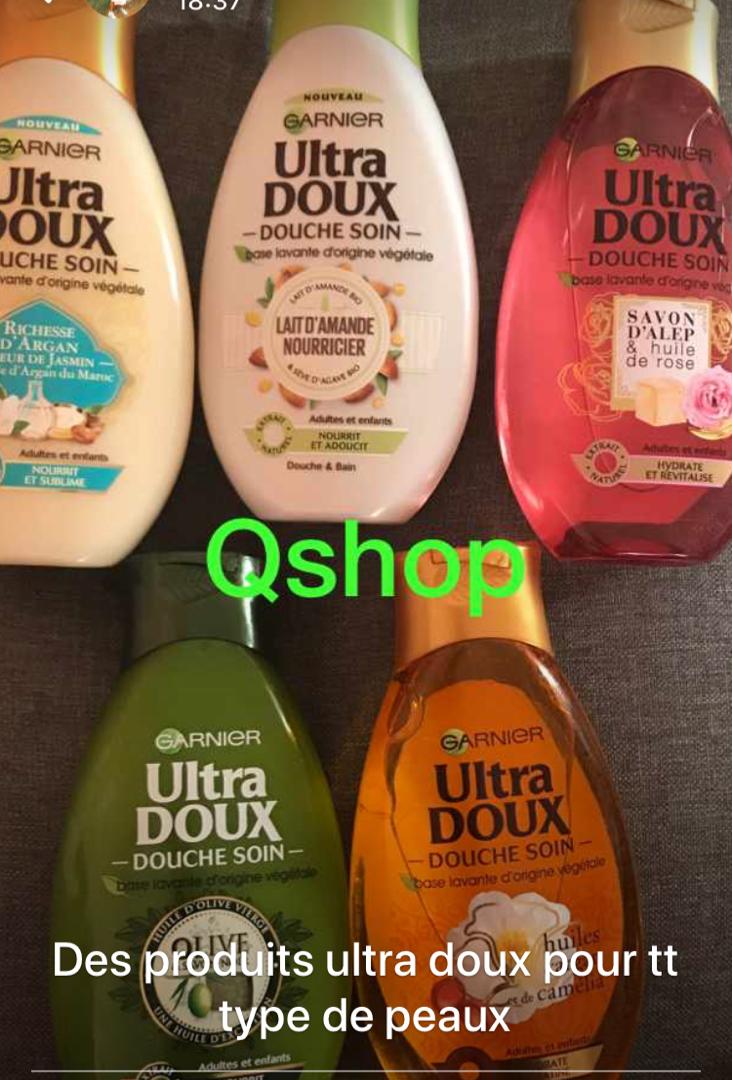 18:37
NOUVEAU
GARNIER
Ultra
DOUX
DOUCHE SOIN
d'origine végétale
RICHESSE
D'ARGAN
JASMIN
d'Argan du Maroc
Adultes et enfants
NOURRIT
ET SUBLIME
NOUVEAU
GARNIER
Ultra
DOUX
DOUCHE SOIN
base lavante d'origine végétale
LAIT D'AMANDE BIO
LAIT D'AMANDE
NOURRICIER
& SÈVE D'AGAVE BIO
Adultes et enfants
EXTRAIT NATUREL
NOURRIT
ET ADOUCIT
Douche & Bain
GARNIER
Ultra
DOUX
DOUCHE SOIN
base lavante d'origine
SAVON
D'ALEP
& huile
de rose
EXTRAIT NATUREL
Adultes et enfants
HYDRATE
ET REVITALISE
Qshop
GARNIER
Ultra
DOUX
DOUCHE SOIN
base lavante d'origine végétale
HUILE D'OLIVE VIERGE
OLIVE
Adultes et enfants
GARNIER
Ultra
DOUX
DOUCHE SOIN
base lavante d'origine végétale
huiles
et de camélia
Adultes et enfants
Des produits ultra doux pour tt
type de peaux